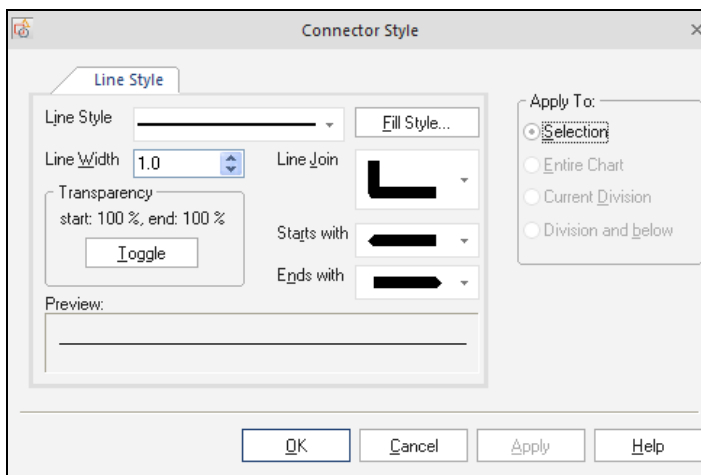 Connector Style
Line Style
Line Style
Fill Style...
Line Width 1.0
Line Join
Transparency
start: 100 %, end: 100 %
Toggle
Starts with
Ends with
Preview:
Apply To:
Selection
Entire Chart
Current Division
Division and below
OK
Cancel
Apply
Help